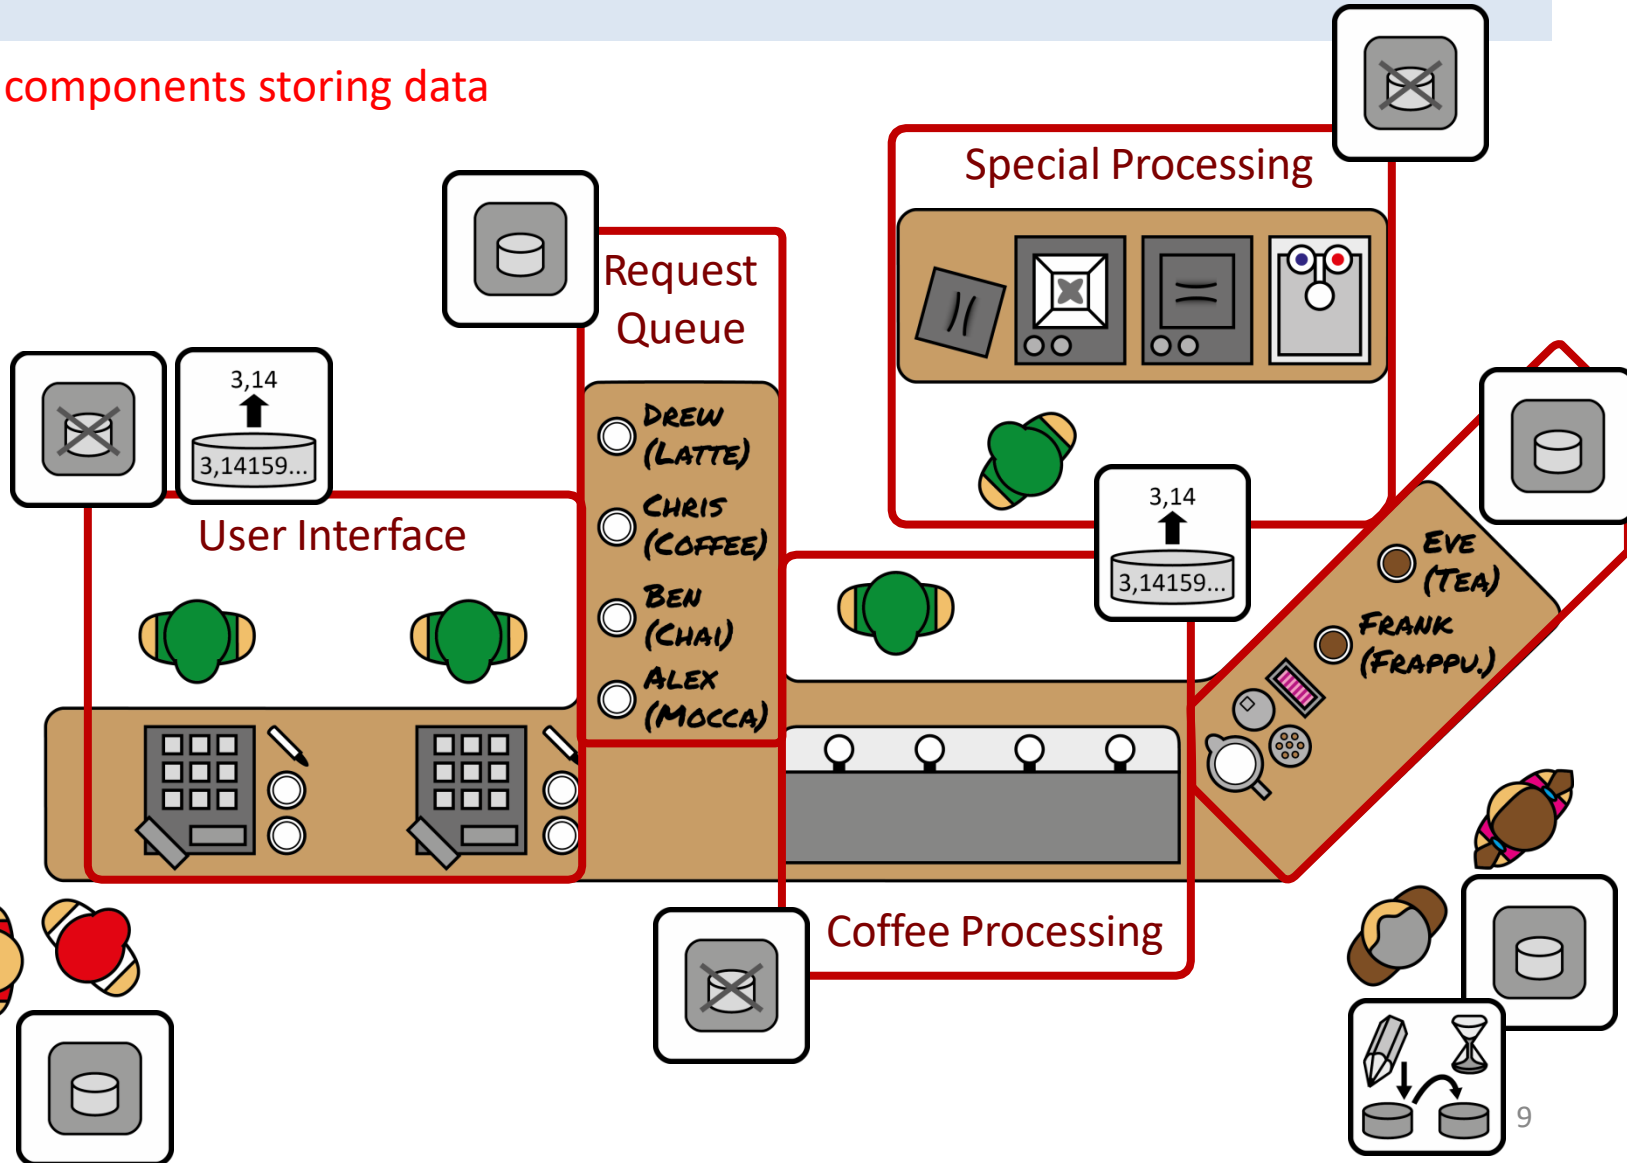 components storing data
Special Processing
Request
Queue
3,14
3,14159...
User Interface
DREW
(LATTE)
CHRIS
(COFFEE)
BEN
(CHAI)
ALEX
(MOCCA)
3,14
3,14159...
EVE
(TEA)
FRANK
(FRAPPU.)
Coffee Processing
9